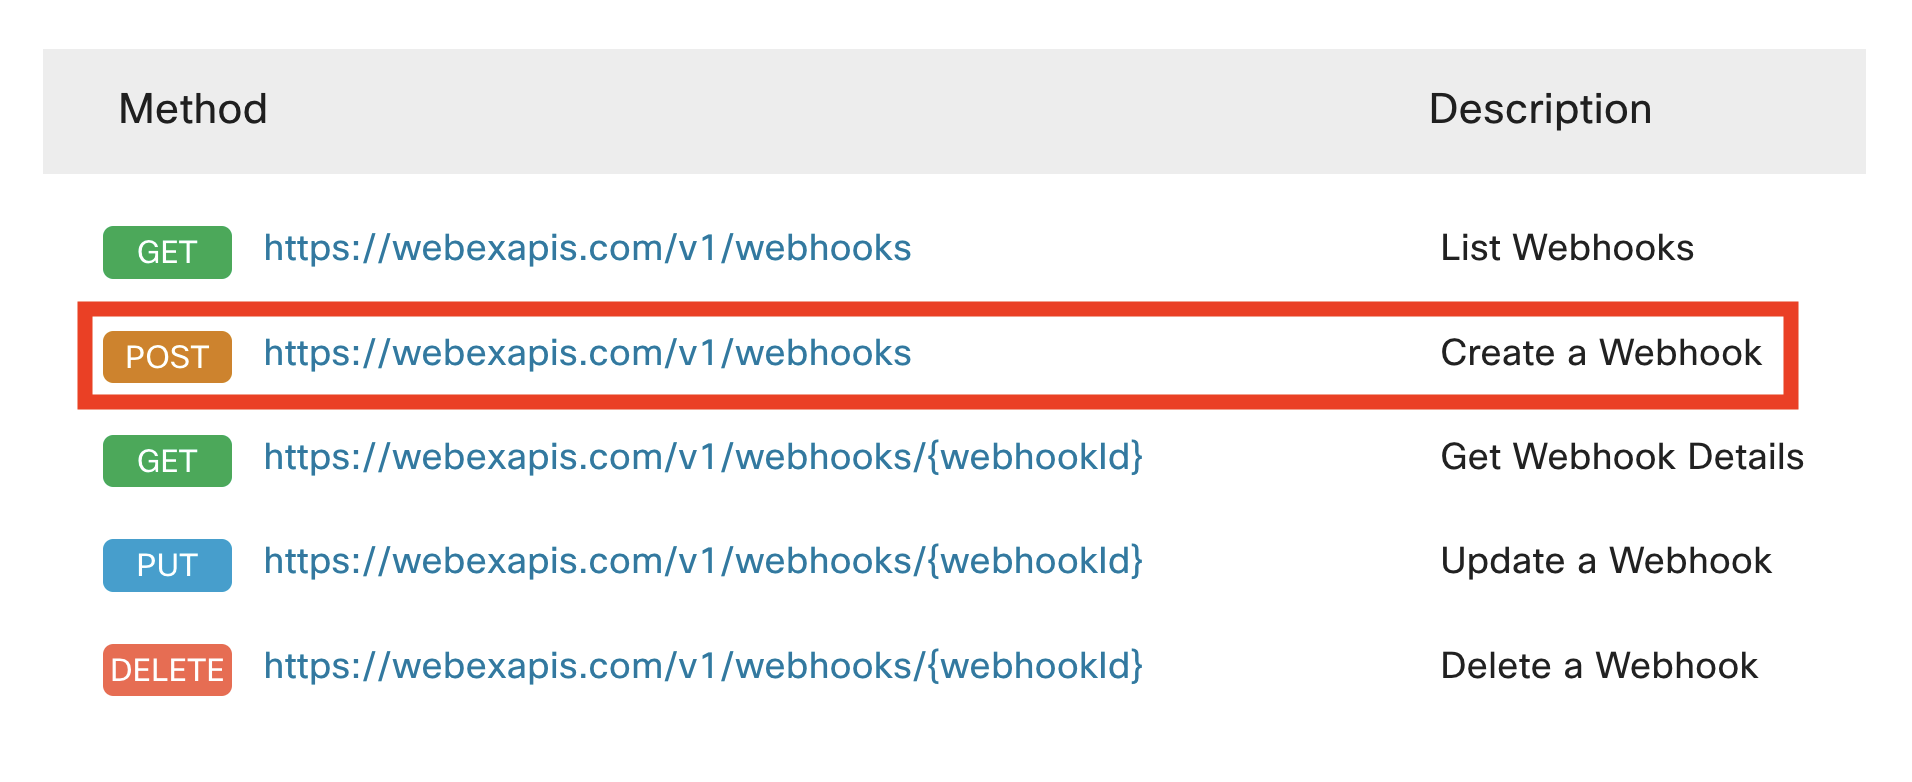 Method Description
GET https://webexapis.com/v1/webhooks List Webhooks
POST https://webexapis.com/v1/webhooks Create a Webhook
GET https://webexapis.com/v1/webhooks/{webhookId} Get Webhook Details
PUT https://webexapis.com/v1/webhooks/{webhookId} Update a Webhook
DELETE https://webexapis.com/v1/webhooks/{webhookId} Delete a Webhook